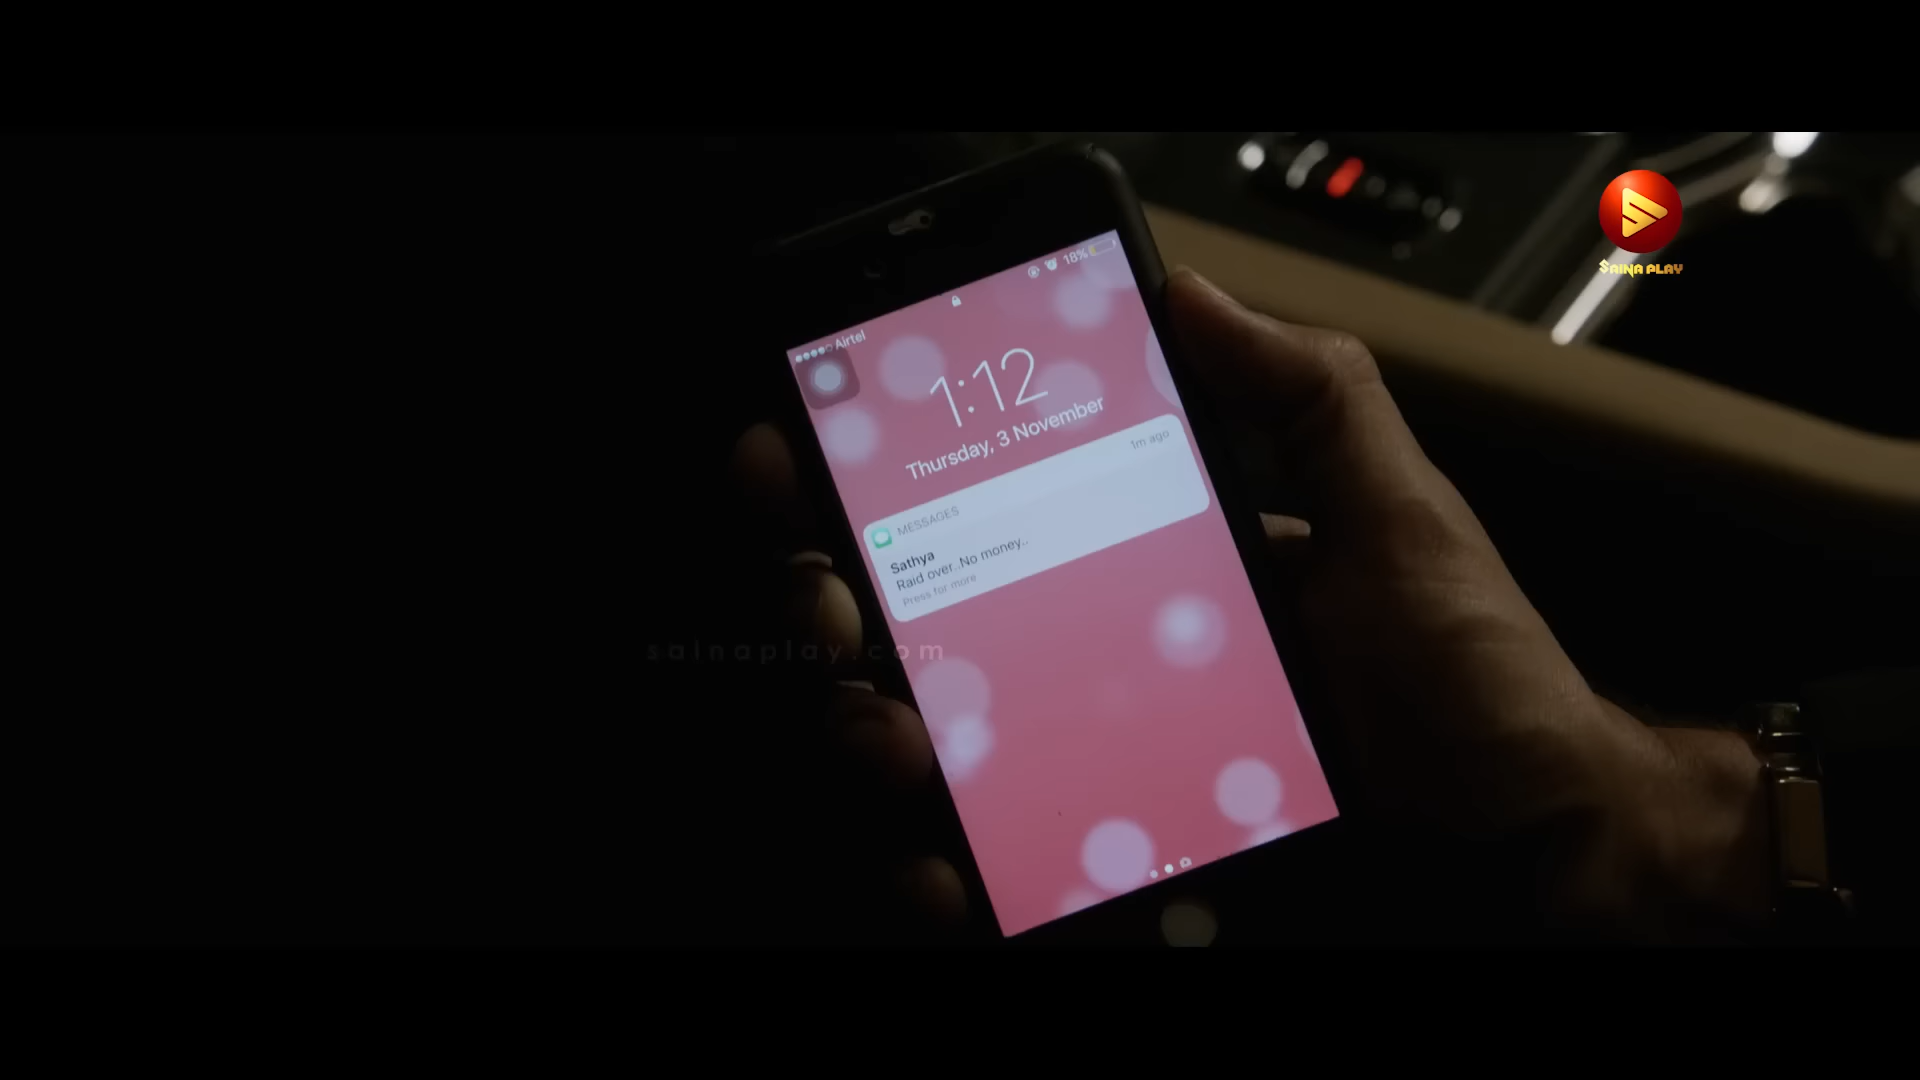 SAINA PLAY
Airtel
18%
1:12
Thursday, 3 November
MESSAGES
1m ago
Sathya
Raid over..No money..
Press for more
sainaplay.com